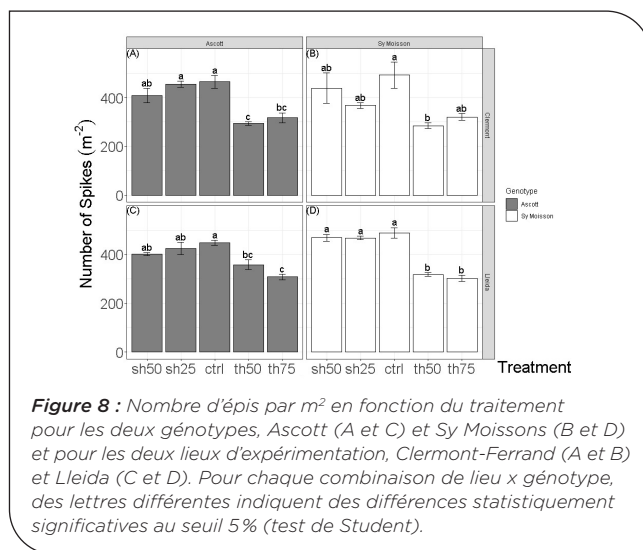 Ascott
Sy Moisson
(A)
(B)
ab
a
a
c
bc
ab
ab
a
b
ab
400
200
0
Clermont
Number of Spikes (m⁻²)
Genotype
Ascott
Sy Moisson
(C)
(D)
ab
ab
a
bc
c
a
a
a
b
b
400
200
0
Lleida
sh50 sh25 ctrl th50 th75
sh50 sh25 ctrl th50 th75
Treatment
Figure 8 : Nombre d'épis par m² en fonction du traitement
pour les deux génotypes, Ascott (A et C) et Sy Moissons (B et D)
et pour les deux lieux d'expérimentation, Clermont-Ferrand (A et B)
et Lleida (C et D). Pour chaque combinaison de lieu x génotype,
des lettres différentes indiquent des différences statistiquement
significatives au seuil 5% (test de Student).